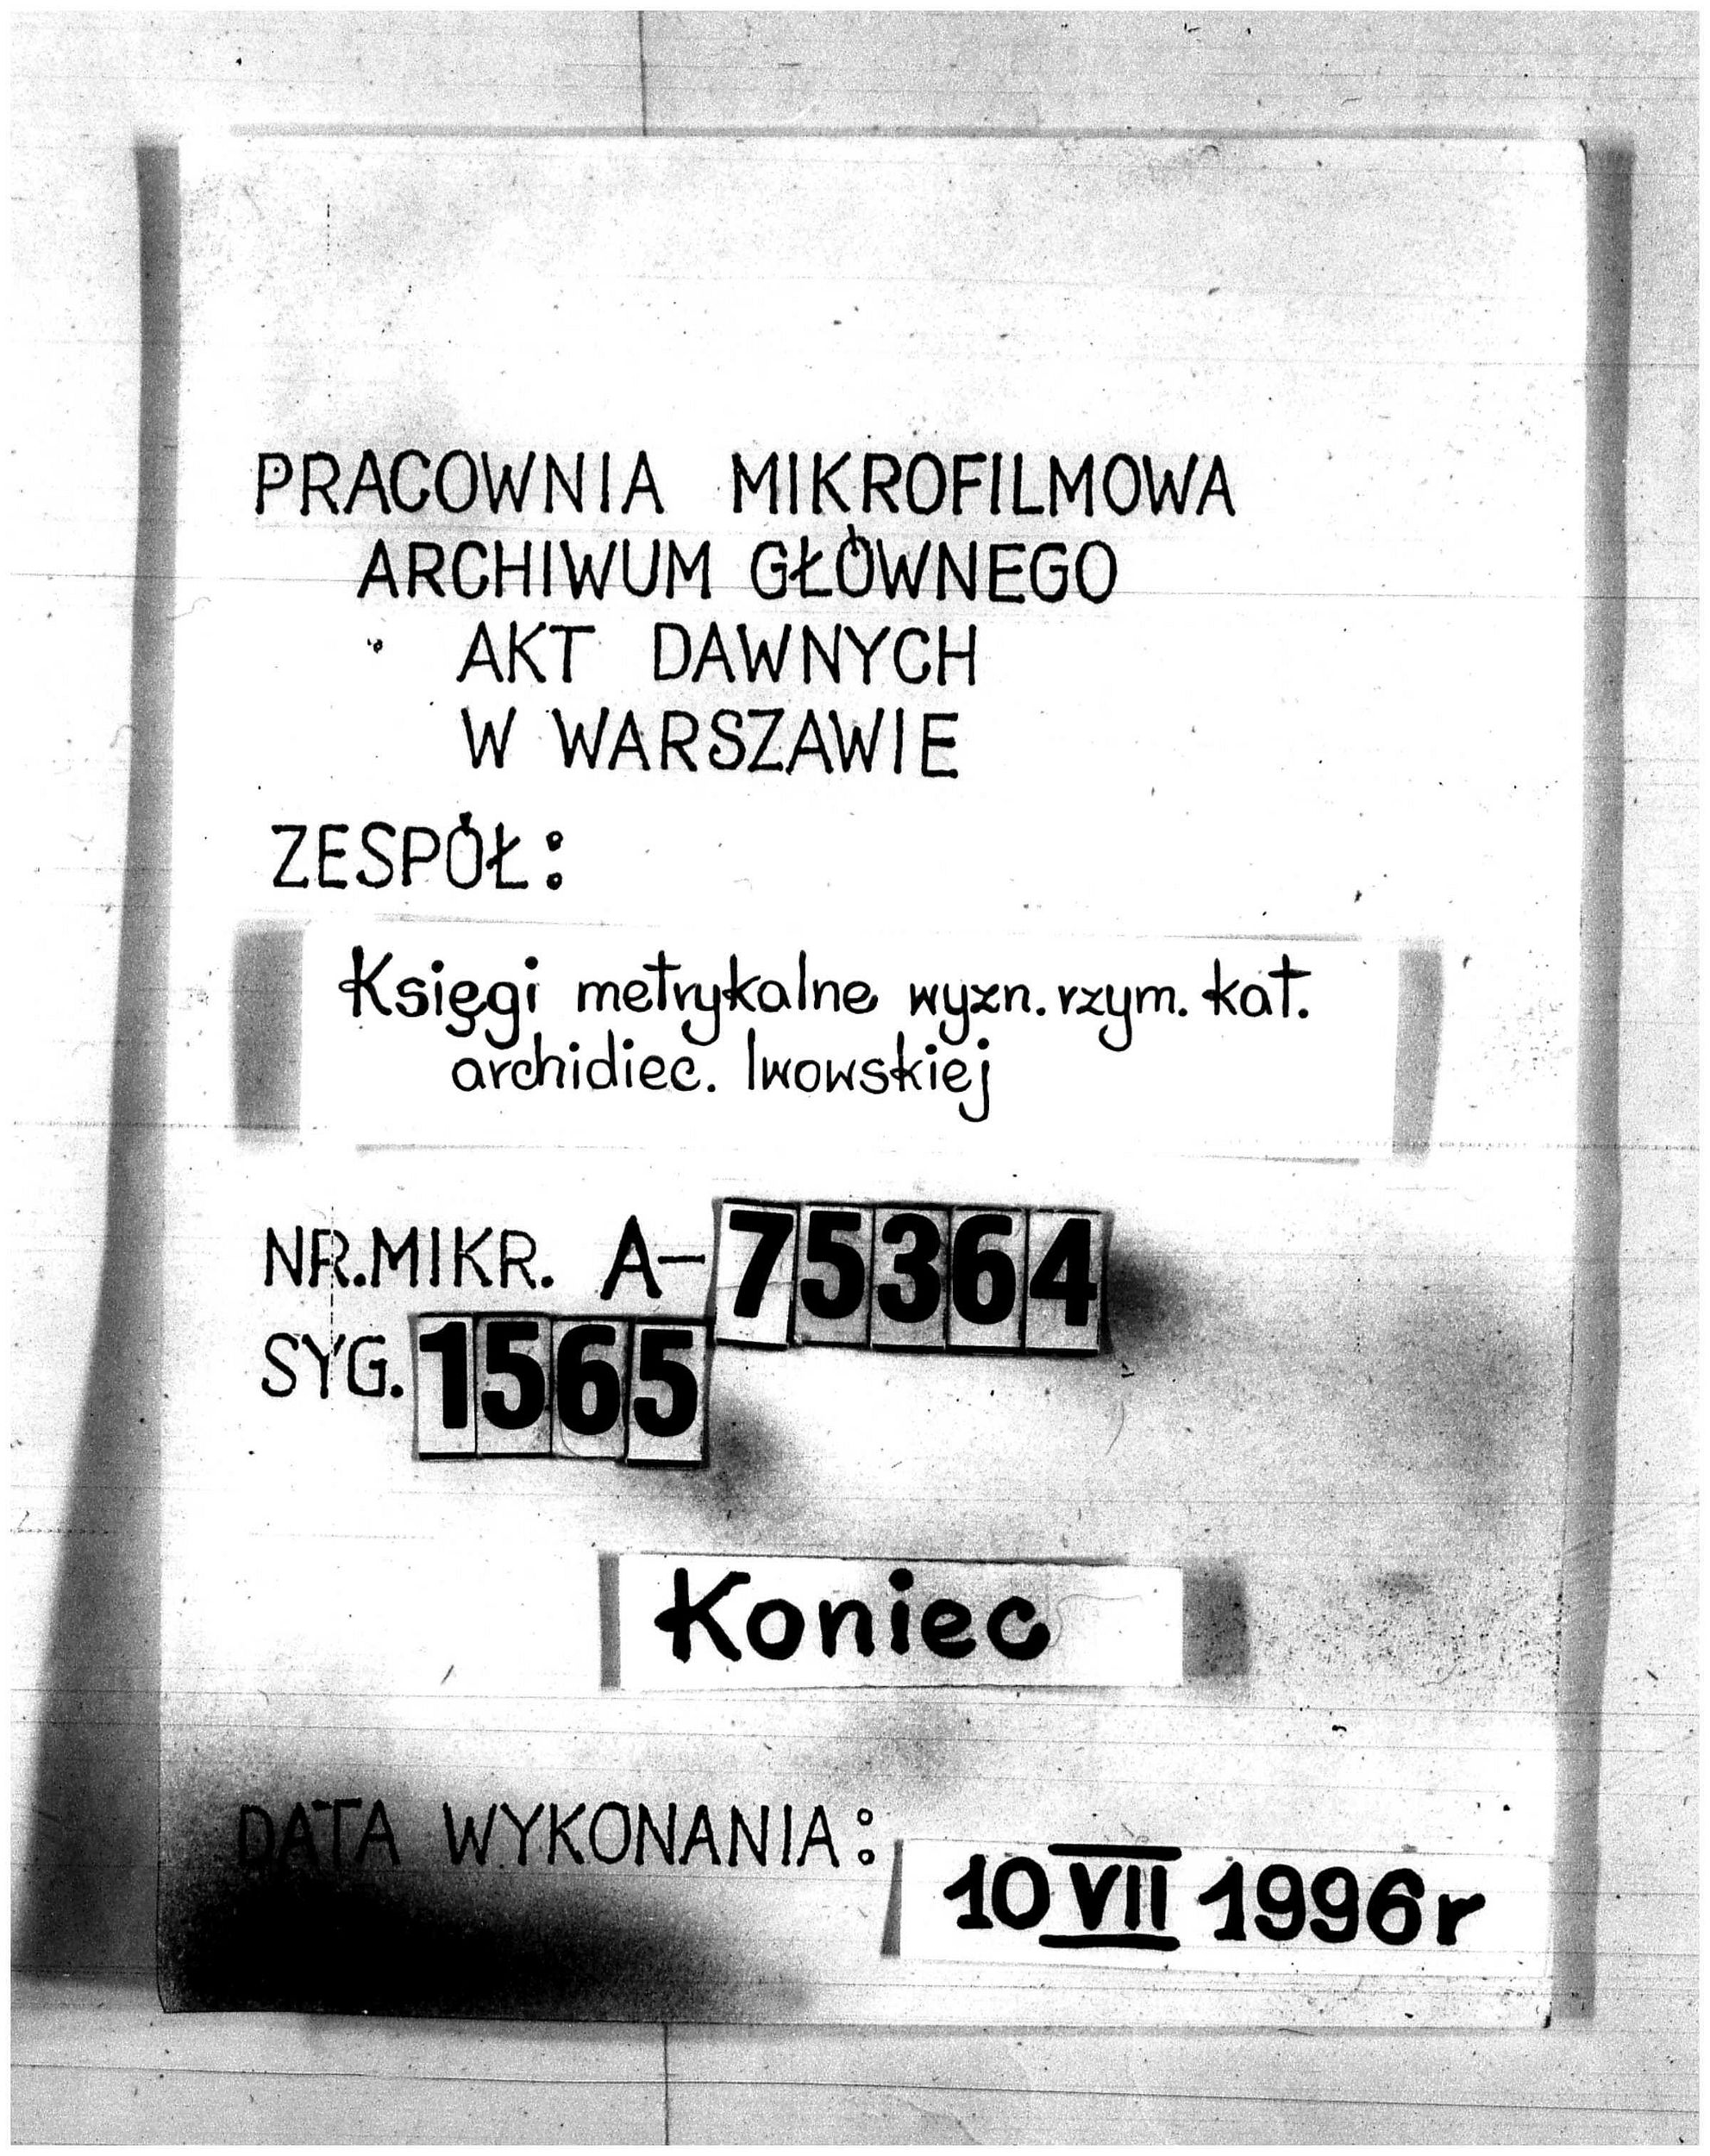 PRACOWNIA MIKROFILMOWA
ARCHIWUM GŁÓWNEGO
AKT DAWNYCH
W WARSZAWIE
ZESPÓŁ:
Księgi metrykalne wyzn. rzym. kat.
archidiec. lwowskiej
NR.MIKR. A-75364
SYG. 1565
Koniec
DATA WYKONANIA:
10 VII 1996r